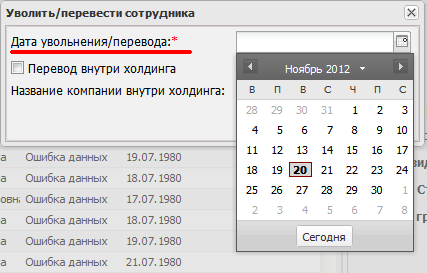 Уволить/перевести сотрудника
Дата увольнения/перевода:*
Перевод внутри холдинга
Название компании внутри холдинга:
Ноябрь 2012
В П В С Ч П С
28 29 30 31 1 2 3
4 5 6 7 8 9 10
11 12 13 14 15 16 17
18 19 20 21 22 23 24
25 26 27 28 29 30 1
2 3 4 5 6 7 8
Сегодня
а Ошибка данных 19.07.1980
а Ошибка данных 18.07.1980
овна Ошибка данных 17.07.1980
а Ошибка данных 18.07.1980
на Ошибка данных 19.07.1980
а Ошибка данных 21.07.1980
вид
Ст
гр